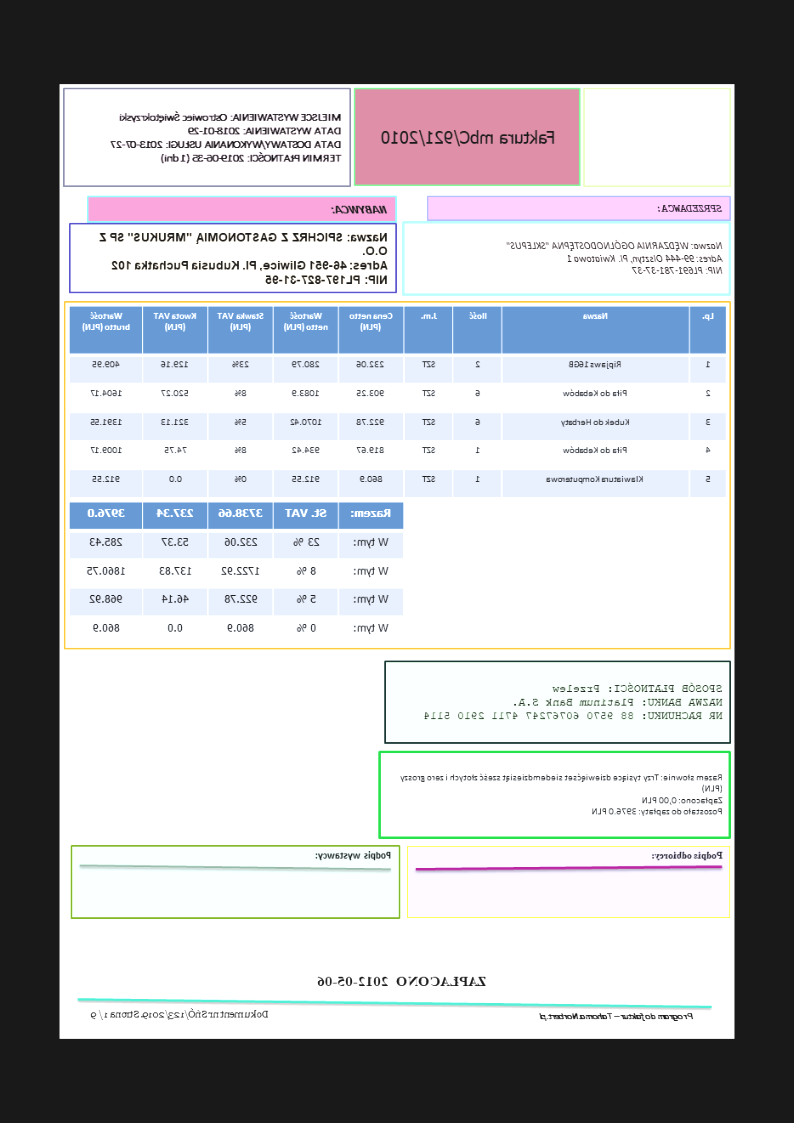 Faktura mbC/921/2010
MIEJSCE WYSTAWIENIA: Ostrowiec Świętokrzyski
DATA WYSTAWIENIA: 2018-01-29
DATA DOSTAWY/WYKONANIA USŁUGI: 2013-07-27
TERMIN PŁATNOŚCI: 2019-06-35 (1 dni)
SPRZEDAWCA:
Nazwa: WĘDZARNIA OGÓLNODOSTĘPNA "SKLEPUS"
Adres: 99-444 Olsztyn, Pl. Kwiatowa 1
NIP: PL691-781-37-37
NABYWCA:
Nazwa: SPICHRZ Z GASTONOMIĄ "MRUKUS" SP Z
O.O.
Adres: 46-951 Gliwice, Pl. Kubusia Puchatka 102
NIP: PL197-827-31-95
Lp. Nazwa Ilość J.m. Cena netto (PLN) Wartość netto (PLN) Stawka VAT (PLN) Kwota VAT (PLN) Wartość brutto (PLN)
1 Ripjaws 16GB 2 SZT 232.06 280.79 23% 129.16 409.95
2 Piła do Kebabów 6 SZT 903.25 1083.9 8% 520.27 1604.17
3 Kubek do Herbaty 6 SZT 922.78 1070.42 5% 321.13 1391.55
4 Piła do Kebabów 1 SZT 819.67 934.42 8% 74.75 1009.17
5 Klawiatura Komputerowa 1 SZT 860.9 912.55 0% 0.0 912.55
Razem: St. VAT 3738.66 237.34 3976.0
W tym: 23 % 232.06 53.37 285.43
W tym: 8 % 1722.92 137.83 1860.75
W tym: 5 % 922.78 46.14 968.92
W tym: 0 % 860.9 0.0 860.9
SPOSÓB PŁATNOŚCI: Przelew
NAZWA BANKU: Platinum Bank S.A.
NR RACHUNKU: 88 9570 60767247 4711 2910 5114
Razem słownie: Trzy tysiące dziewięćset siedemdziesiąt sześć złotych i zero groszy
(PLN)
Zapłacono: 0,00 PLN
Pozostało do zapłaty: 3976.0 PLN
Podpis odbiorcy:
Podpis wystawcy:
ZAPŁACONO 2012-05-06
Program do faktur – Tahoma Norbert.pl
Dokument nr SńÓ/123/2019. Strona 1 / 9